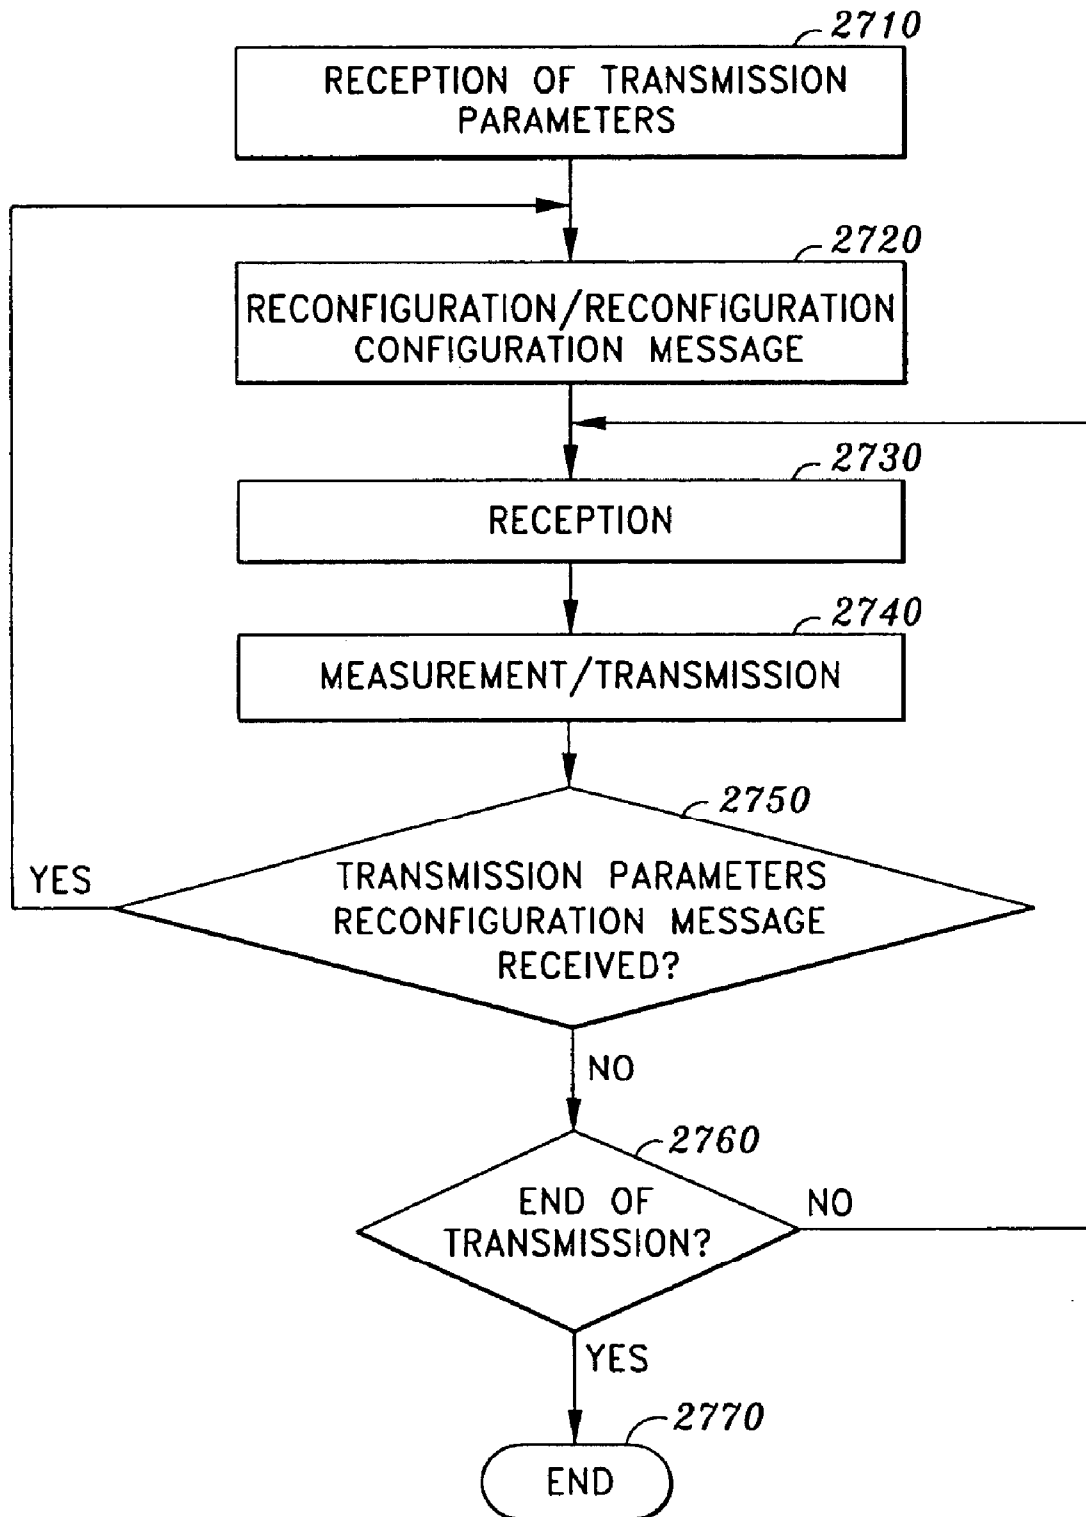 2710
RECEPTION OF TRANSMISSION
PARAMETERS
2720
RECONFIGURATION/RECONFIGURATION
CONFIGURATION MESSAGE
2730
RECEPTION
2740
MEASUREMENT/TRANSMISSION
2750
YES
TRANSMISSION PARAMETERS
RECONFIGURATION MESSAGE
RECEIVED?
NO
2760
END OF
TRANSMISSION?
NO
YES
2770
END